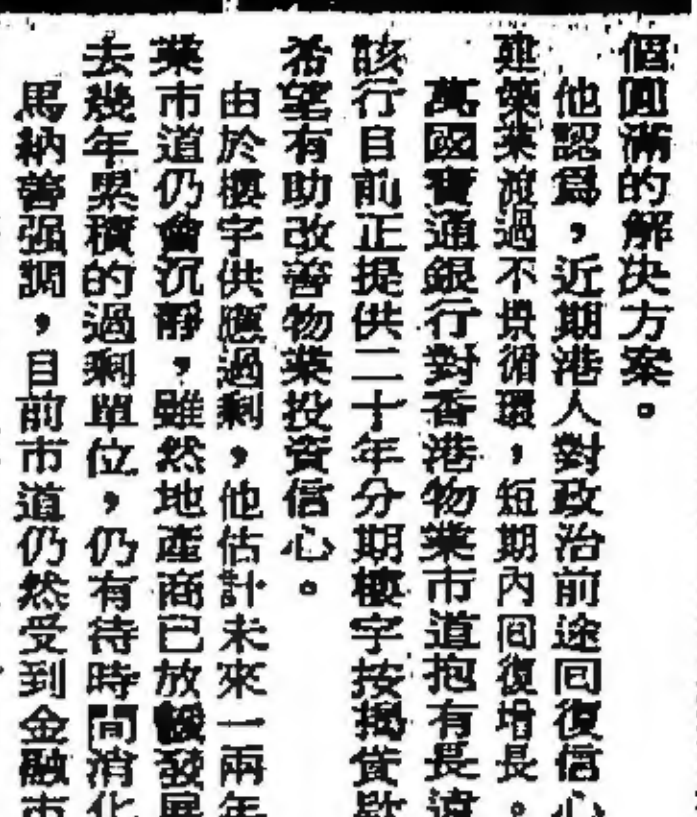 個圓滿的解決方案。
他認爲，近期港人對政治前途回復信心
建築業渡過不景循環，短期內回復增長。
萬國寶通銀行對香港物業市道抱有長遠
該行目前正提供二十年分期樓宇按揭貸款
希望有助改善物業投資信心。
由於樓宇供應過剩，他估計未來一兩年
業市道仍會沉靜，雖然地產商已放緩發展
去幾年累積的過剩單位，仍有待時間消化
馬納善强調，目前市道仍然受到金融市